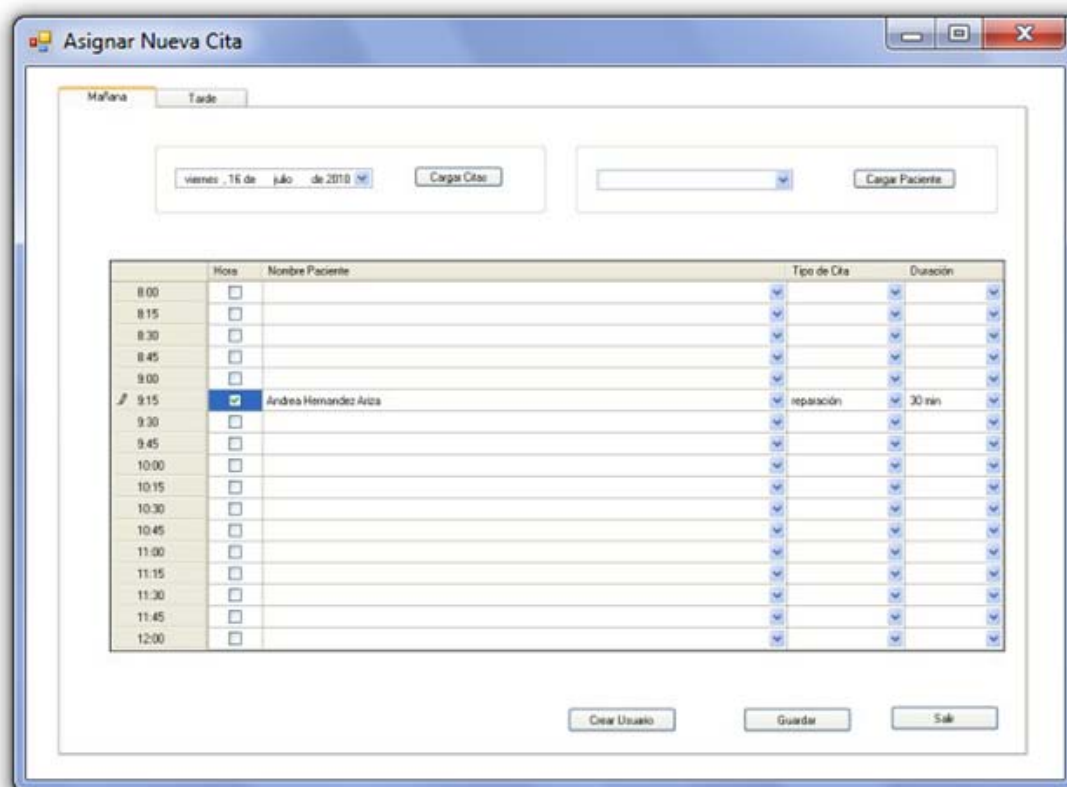 Asignar Nueva Cita
Mañana Tarde
viernes , 16 de julio de 2010 Cargar Citas Cargar Paciente
Hora Nombre Paciente Tipo de Cita Duración
8:00
8:15
8:30
8:45
9:00
9:15 Andrea Hernandez Ariza reparación 30 min
9:30
9:45
10:00
10:15
10:30
10:45
11:00
11:15
11:30
11:45
12:00
Crear Usuario Guardar Salir